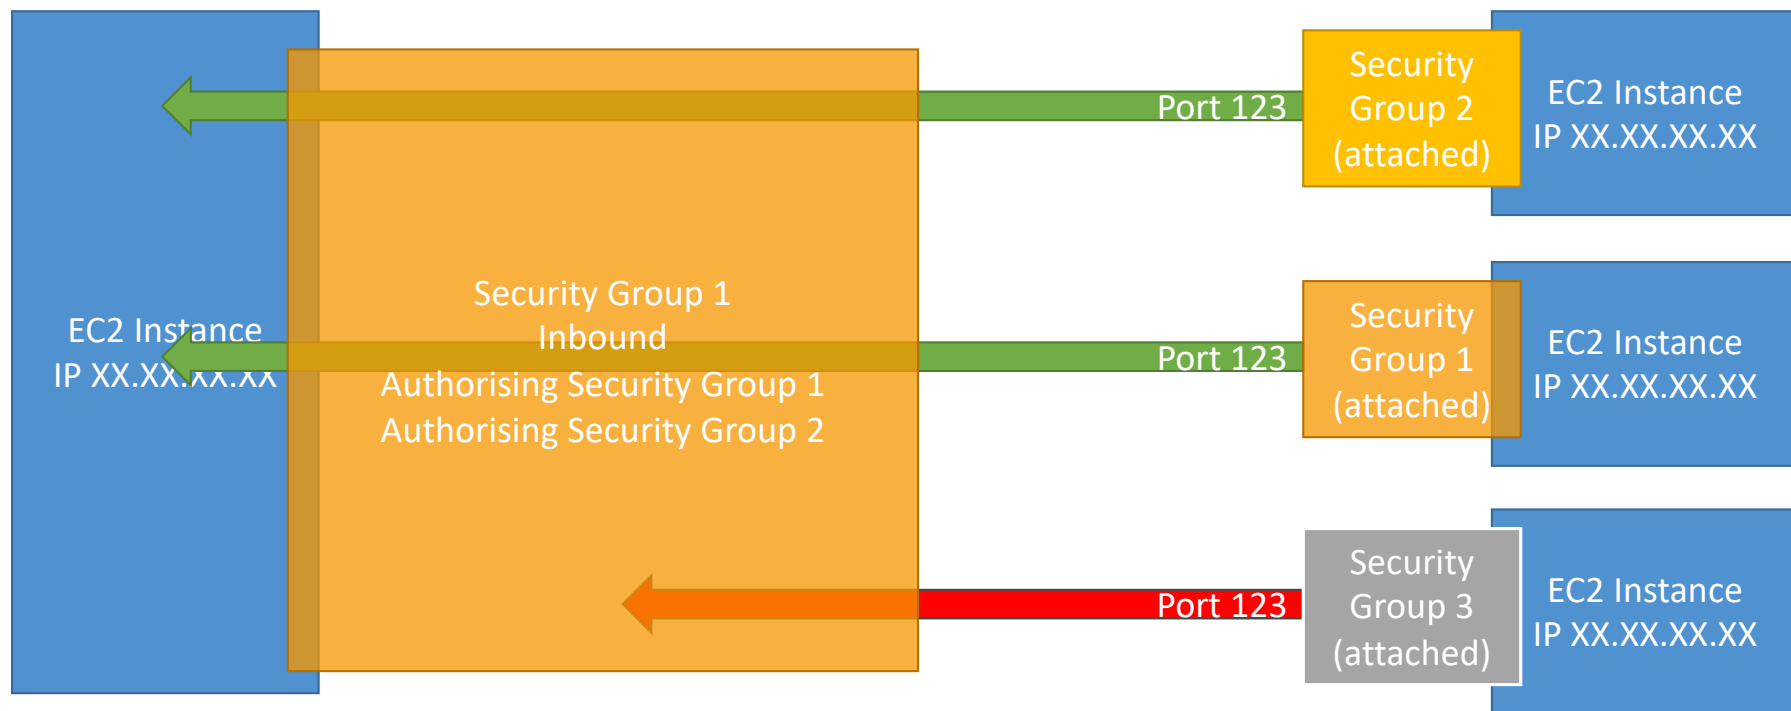 EC2 Instance
IP XX.XX.XX.XX
Security Group 1
Inbound
Authorising Security Group 1
Authorising Security Group 2
Port 123
Security
Group 2
(attached)
EC2 Instance
IP XX.XX.XX.XX
Port 123
Security
Group 1
(attached)
EC2 Instance
IP XX.XX.XX.XX
Port 123
Security
Group 3
(attached)
EC2 Instance
IP XX.XX.XX.XX